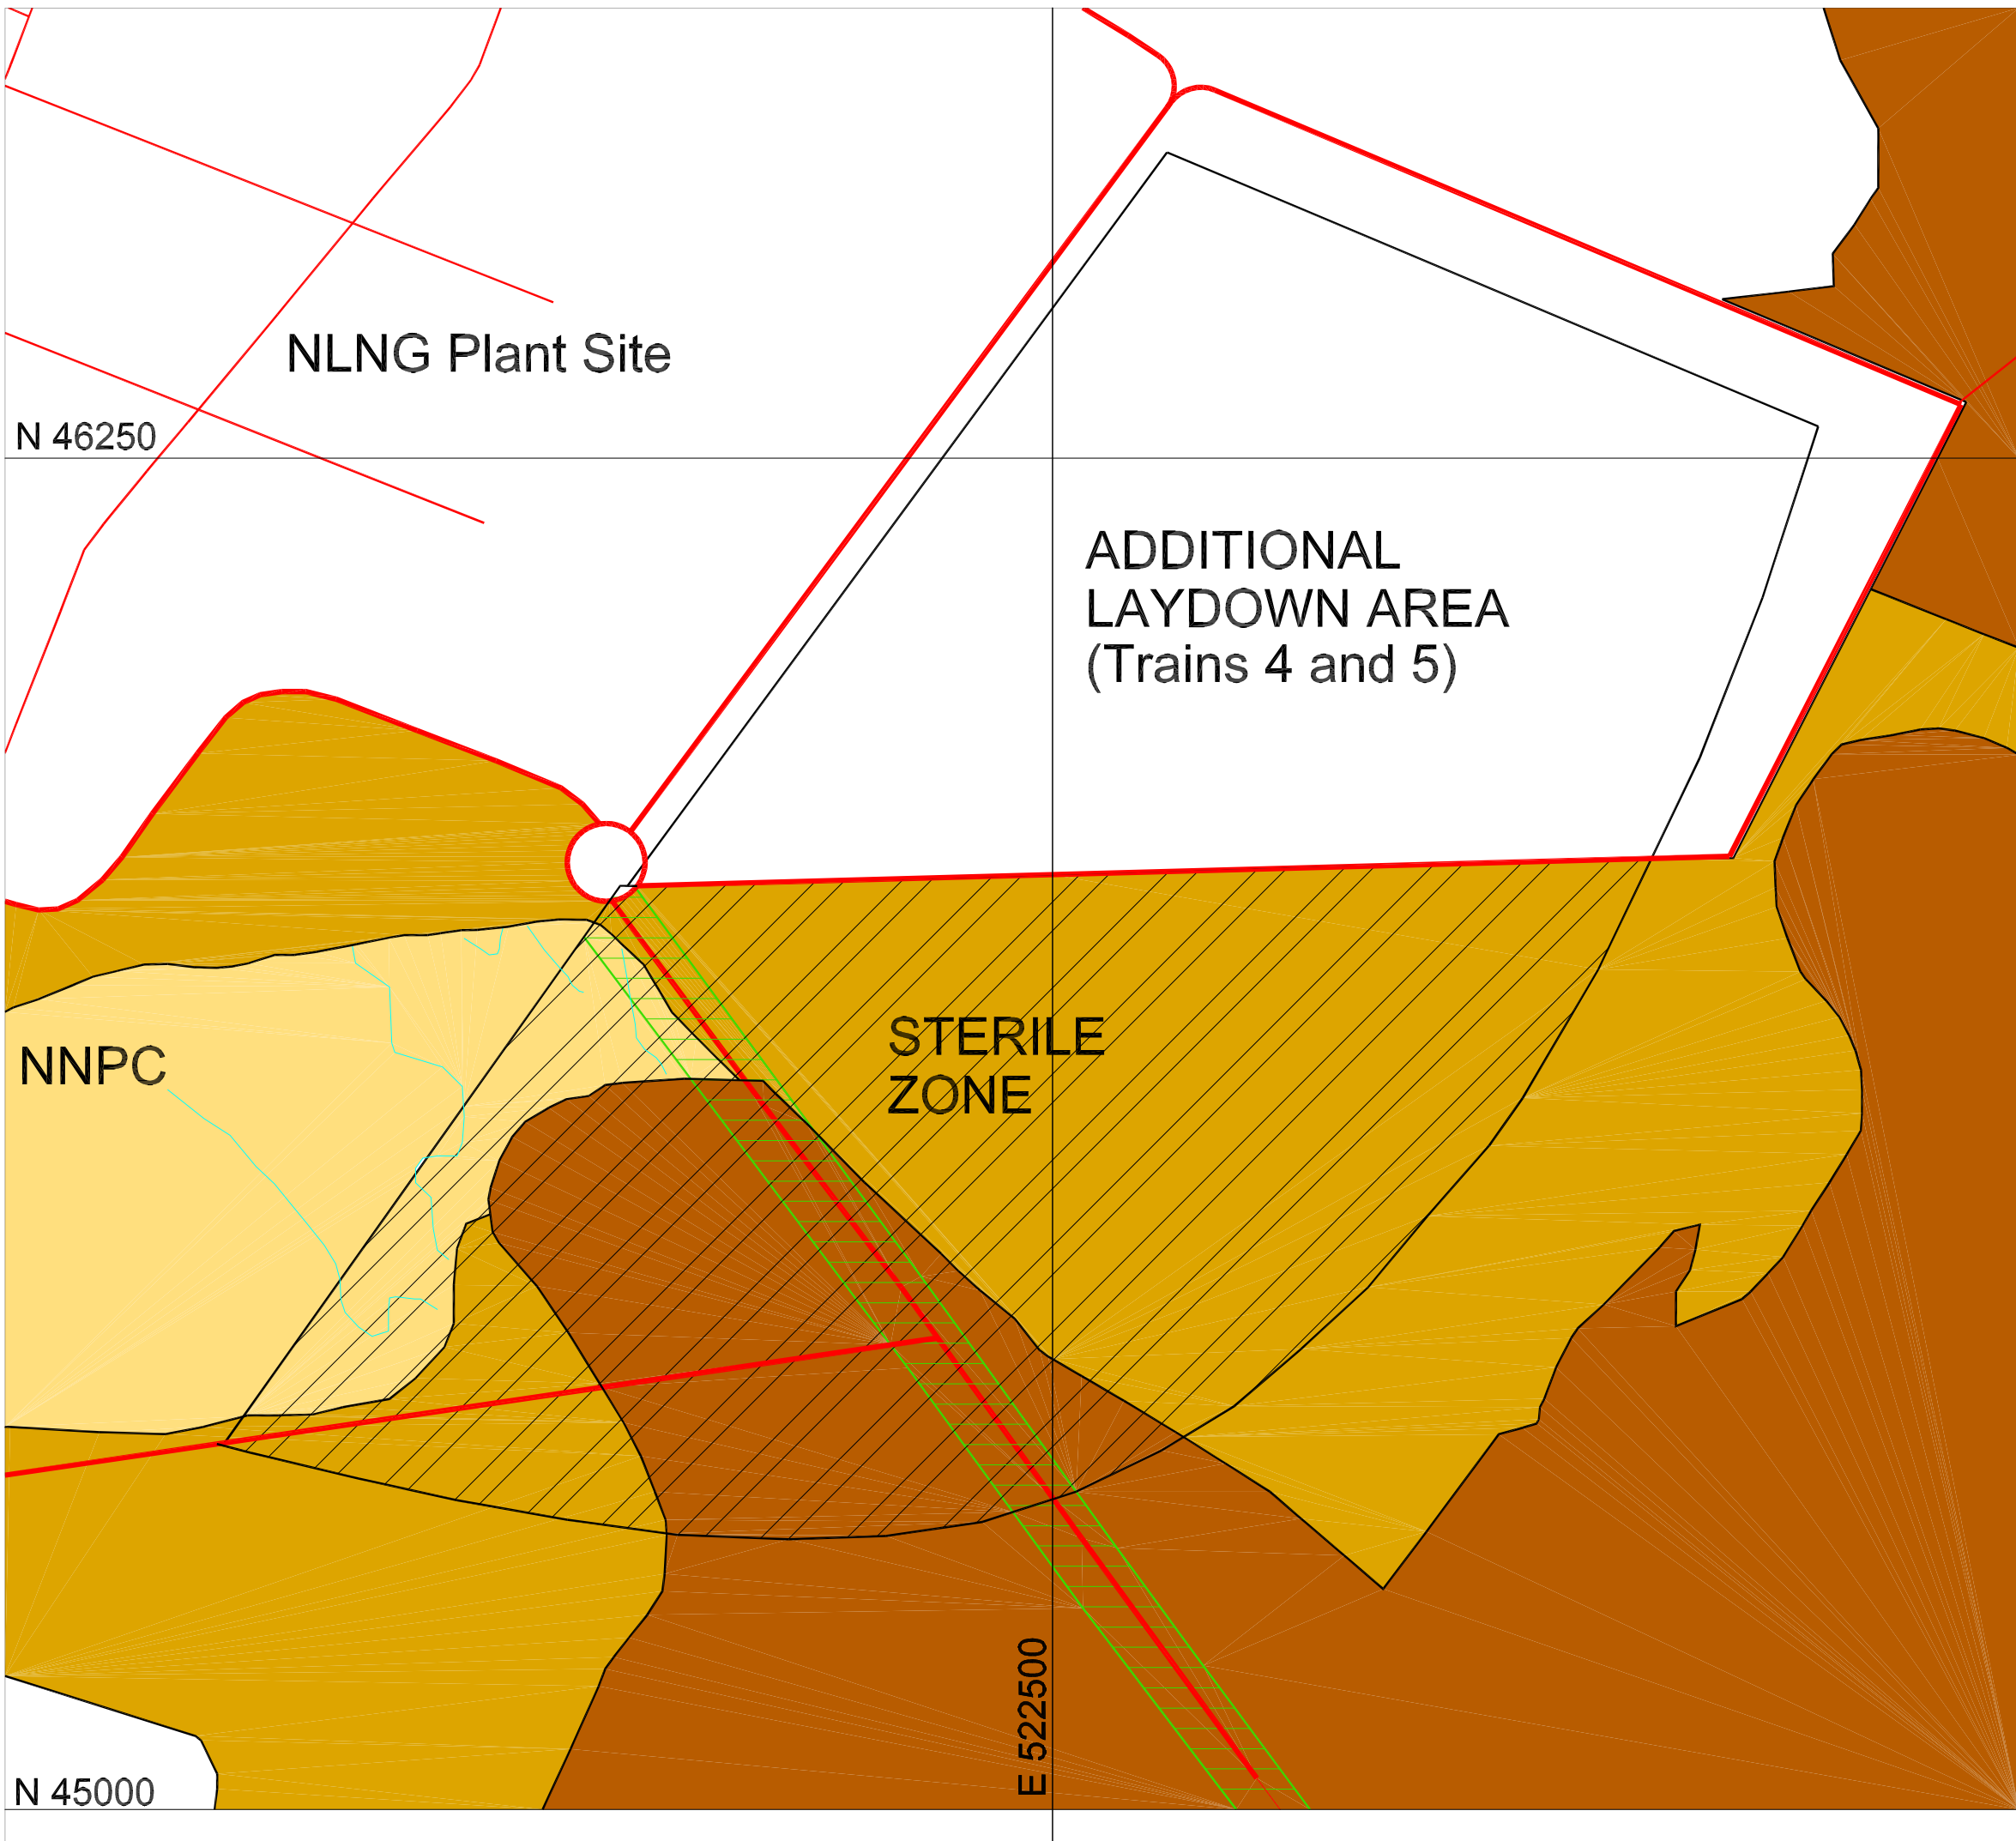 NLNG Plant Site
N 46250
ADDITIONAL
LAYDOWN AREA
(Trains 4 and 5)
STERILE
ZONE
NNPC
E 522500
N 45000